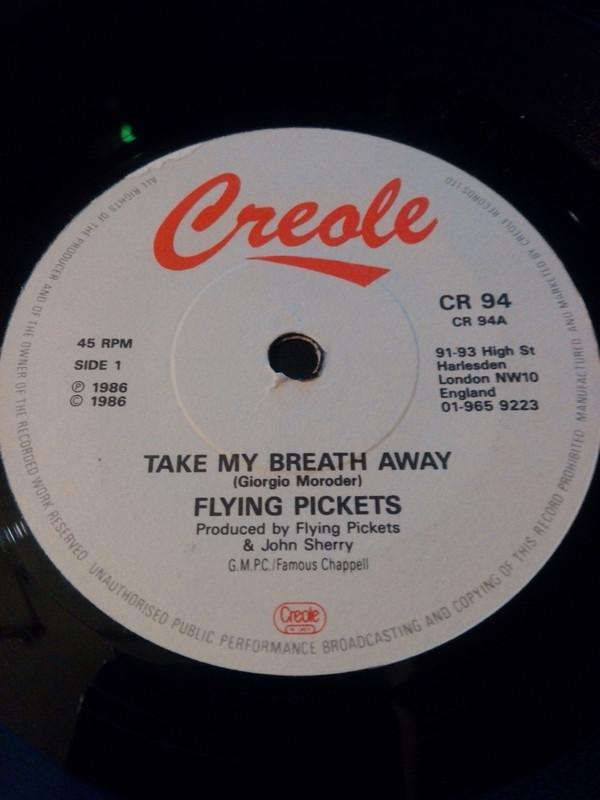 Creole
CR 94
CR 94A
45 RPM
SIDE 1
Ⓟ 1986
© 1986
91-93 High St
Harlesden
London NW10
England
01-965 9223
TAKE MY BREATH AWAY
(Giorgio Moroder)
FLYING PICKETS
Produced by Flying Pickets
& John Sherry
G.M.P.C./Famous Chappell
Creole
ALL RIGHTS OF THE PRODUCER AND OF THE OWNER OF THE RECORDED WORK RESERVED UNAUTHORISED PUBLIC PERFORMANCE BROADCASTING AND COPYING OF THIS RECORD PROHIBITED MANUFACTURED AND MARKETED BY CREOLE RECORDS LTD